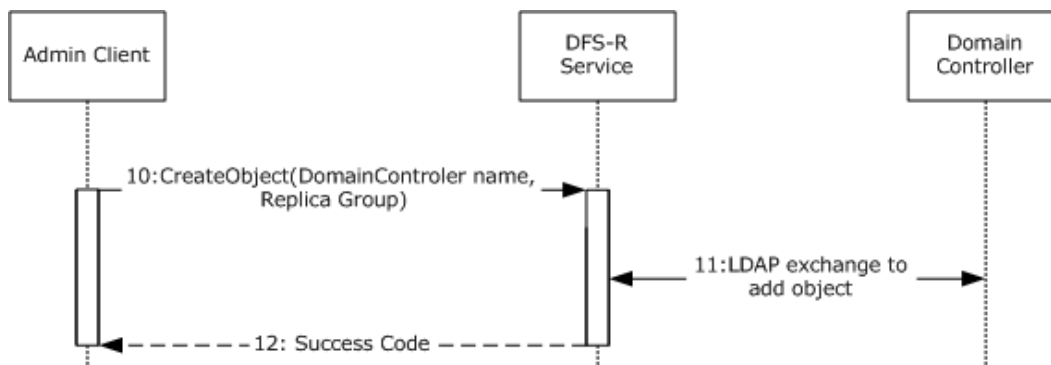 Admin Client
DFS-R
Service
Domain
Controller
10:CreateObject(DomainControler name,
Replica Group)
11:LDAP exchange to
add object
12: Success Code